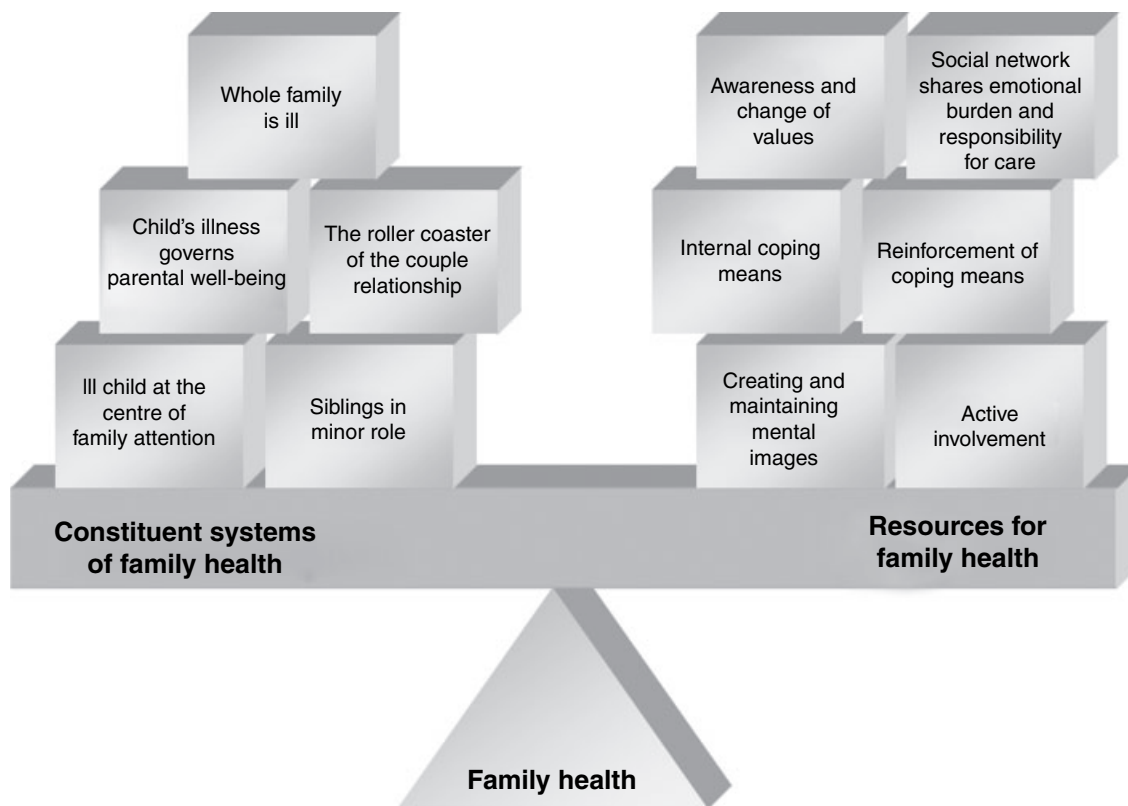 Whole family
is ill
Awareness and
change of
values
Social network
shares emotional
burden and
responsibility
for care
Child's illness
governs
parental well-being
The roller coaster
of the couple
relationship
Internal coping
means
Reinforcement of
coping means
Ill child at the
centre of
family attention
Siblings in
minor role
Creating and
maintaining
mental
images
Active
involvement
Constituent systems
of family health
Resources for
family health
Family health